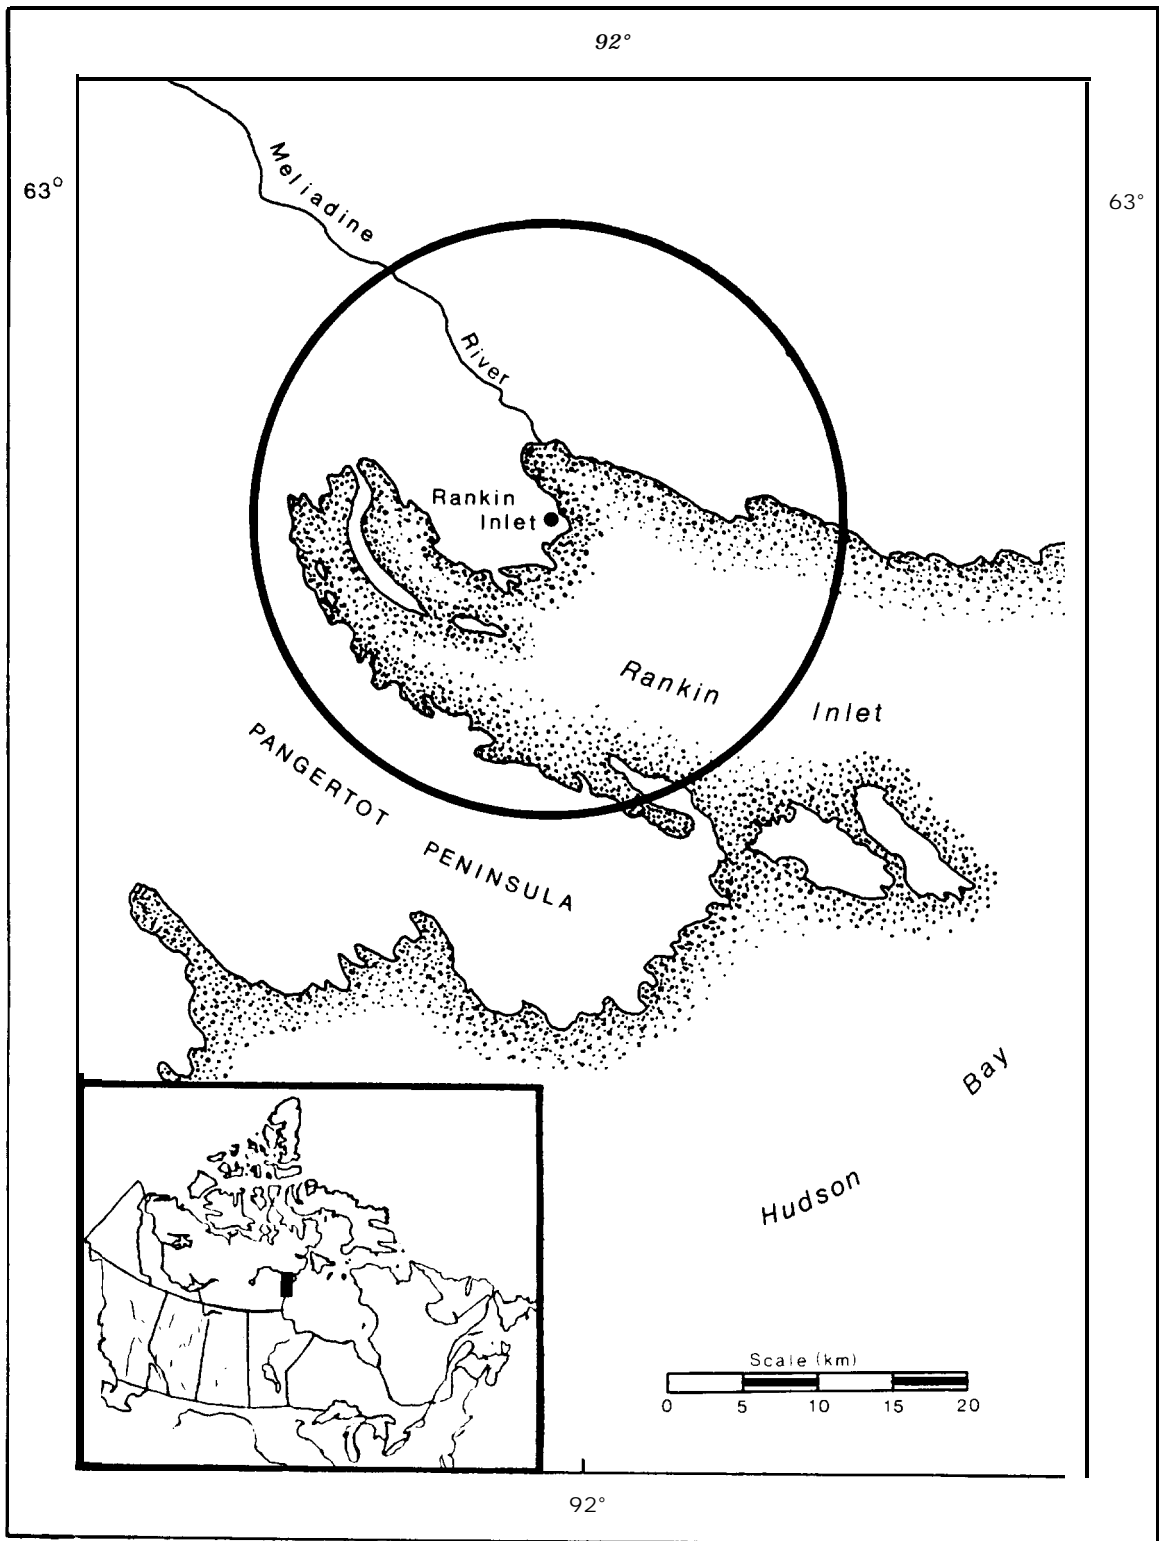 92°
63°
63°
Meliadine
River
Rankin
Inlet
Rankin
Inlet
PANGERTOT
PENINSULA
Bay
Hudson
Scale (km)
0 5 10 15 20
92°